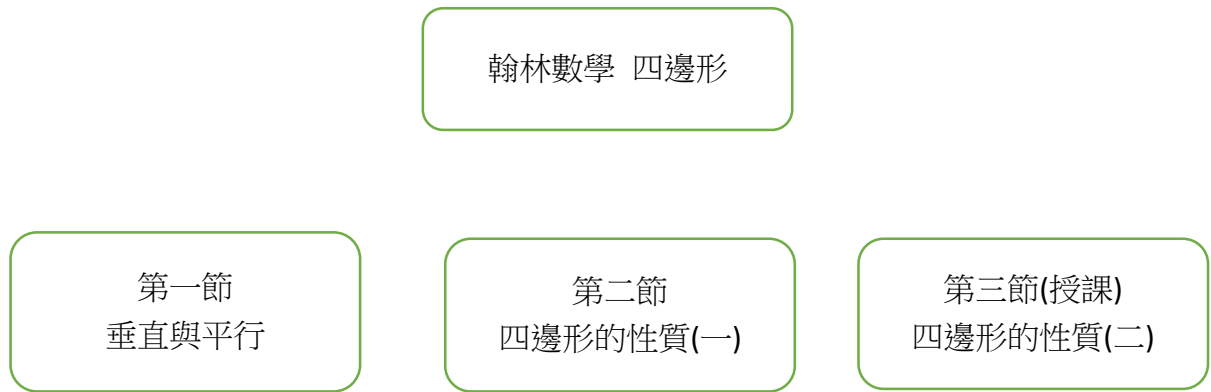 翰林數學 四邊形
第一節
垂直與平行
第二節
四邊形的性質(一)
第三節(授課)
四邊形的性質(二)